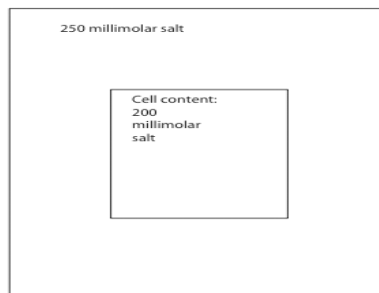 250 millimolar salt
Cell content:
200
millimolar
salt